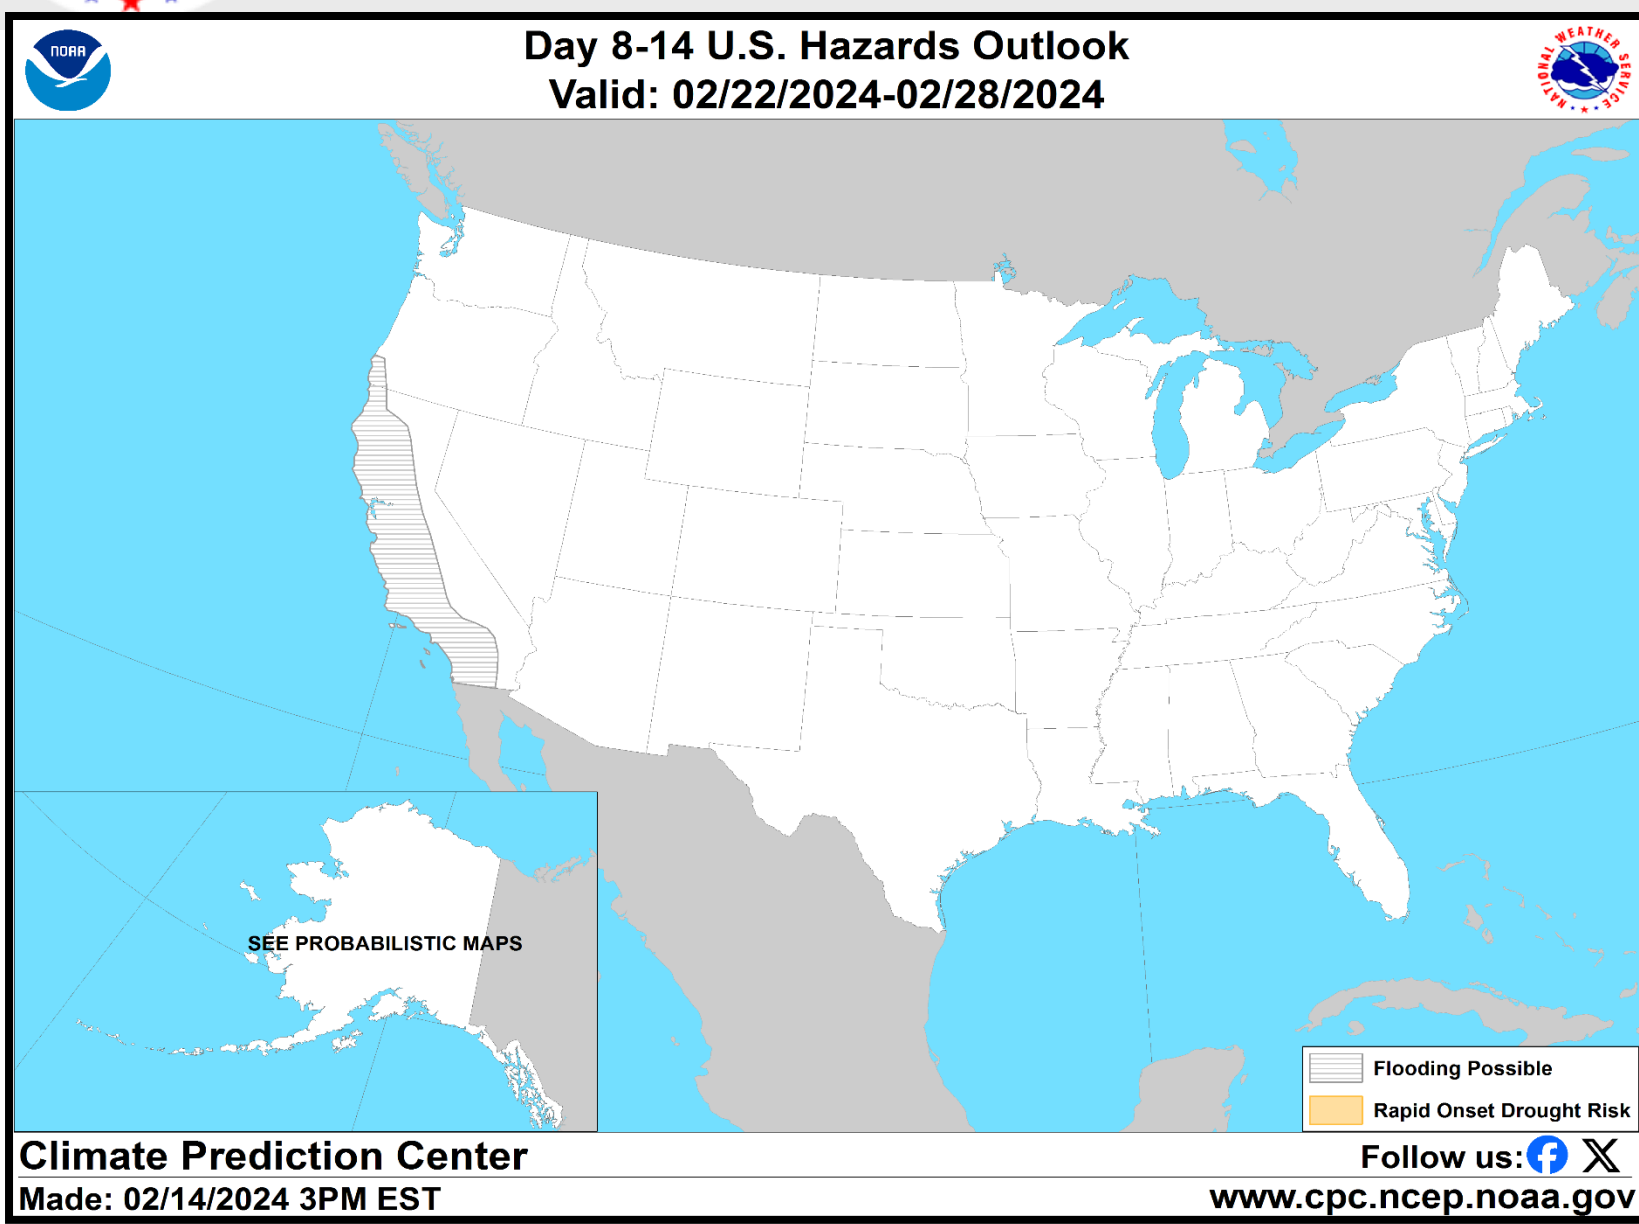 NOAA
Day 8-14 U.S. Hazards Outlook
Valid: 02/22/2024-02/28/2024
NATIONAL WEATHER SERVICE
SEE PROBABILISTIC MAPS
Flooding Possible
Rapid Onset Drought Risk
Climate Prediction Center
Follow us:
Made: 02/14/2024 3PM EST
www.cpc.ncep.noaa.gov